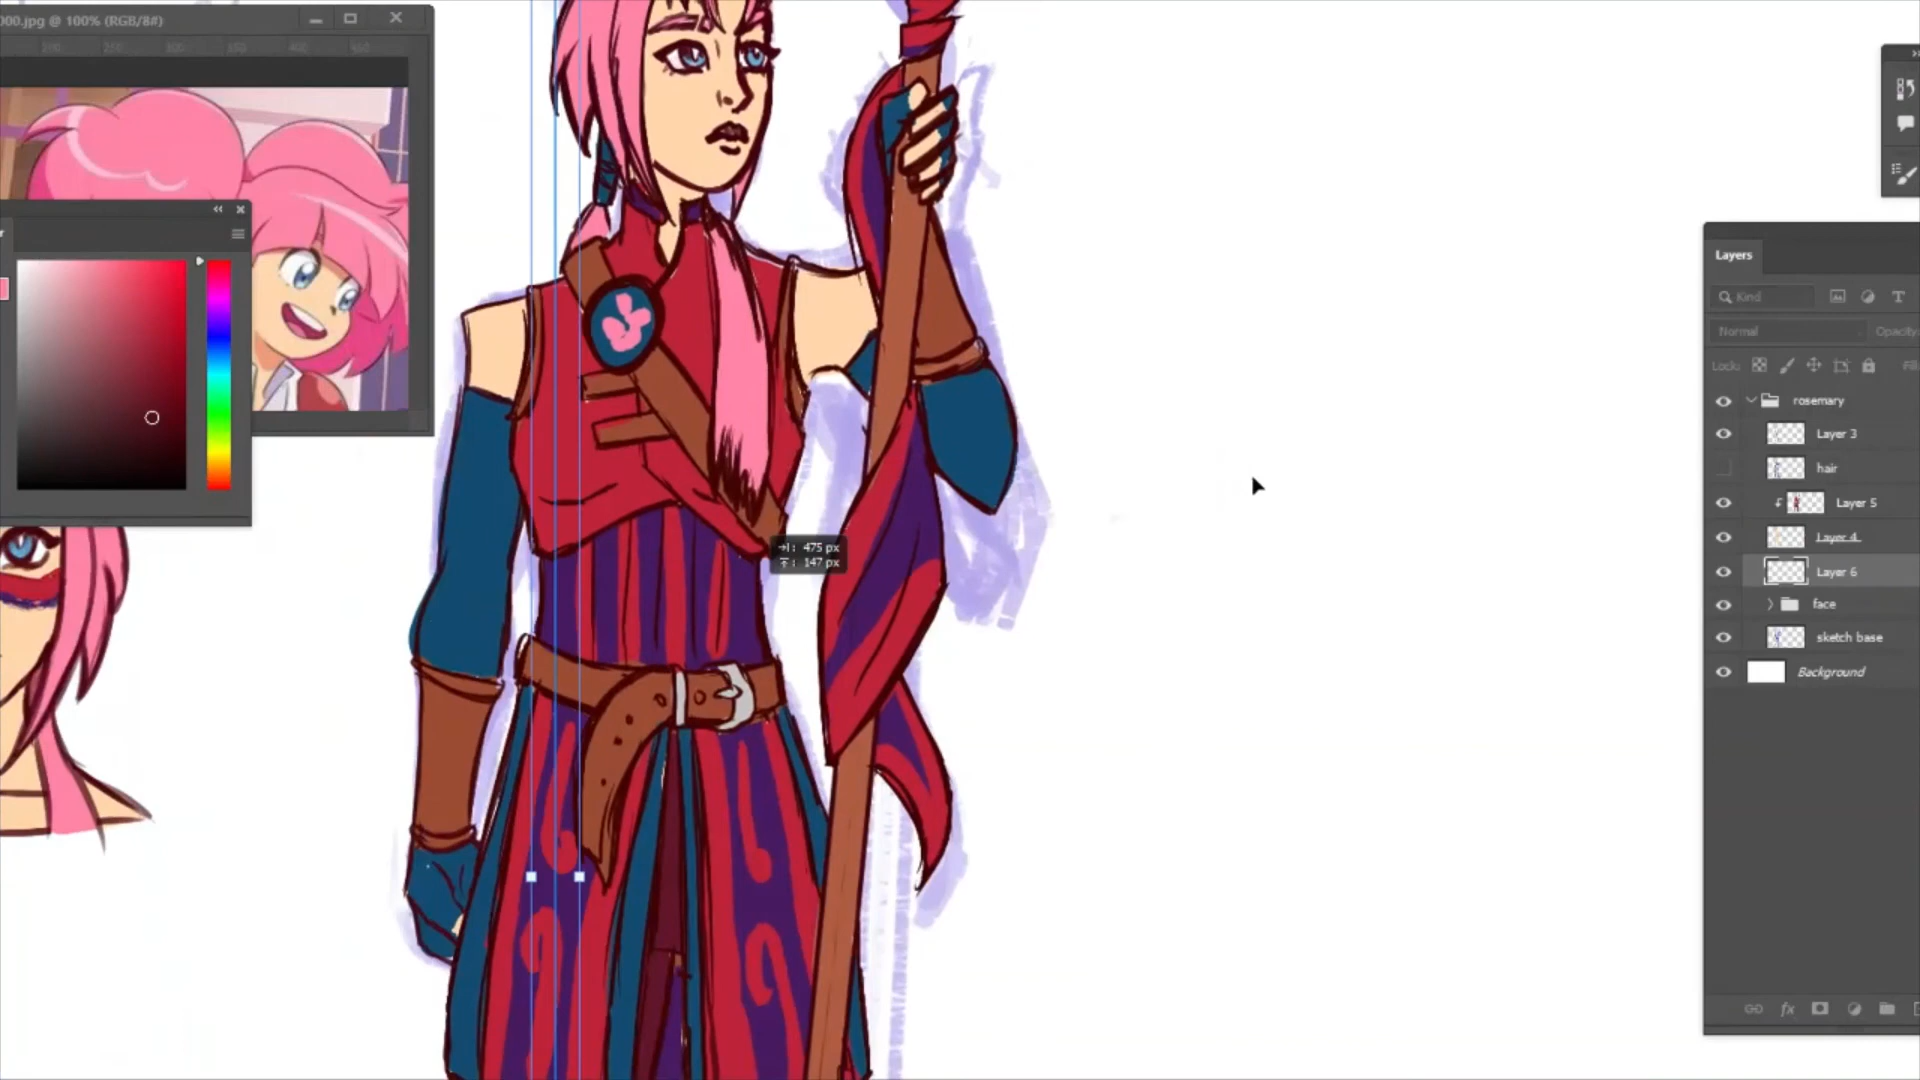 000.jpg @ 100% (RGB/8#)
Layers
Kind
Normal
Opacity:
Lock:
Fill
rosemary
Layer 3
hair
Layer 5
Layer 4
Layer 6
face
sketch base
Background
475 px
147 px